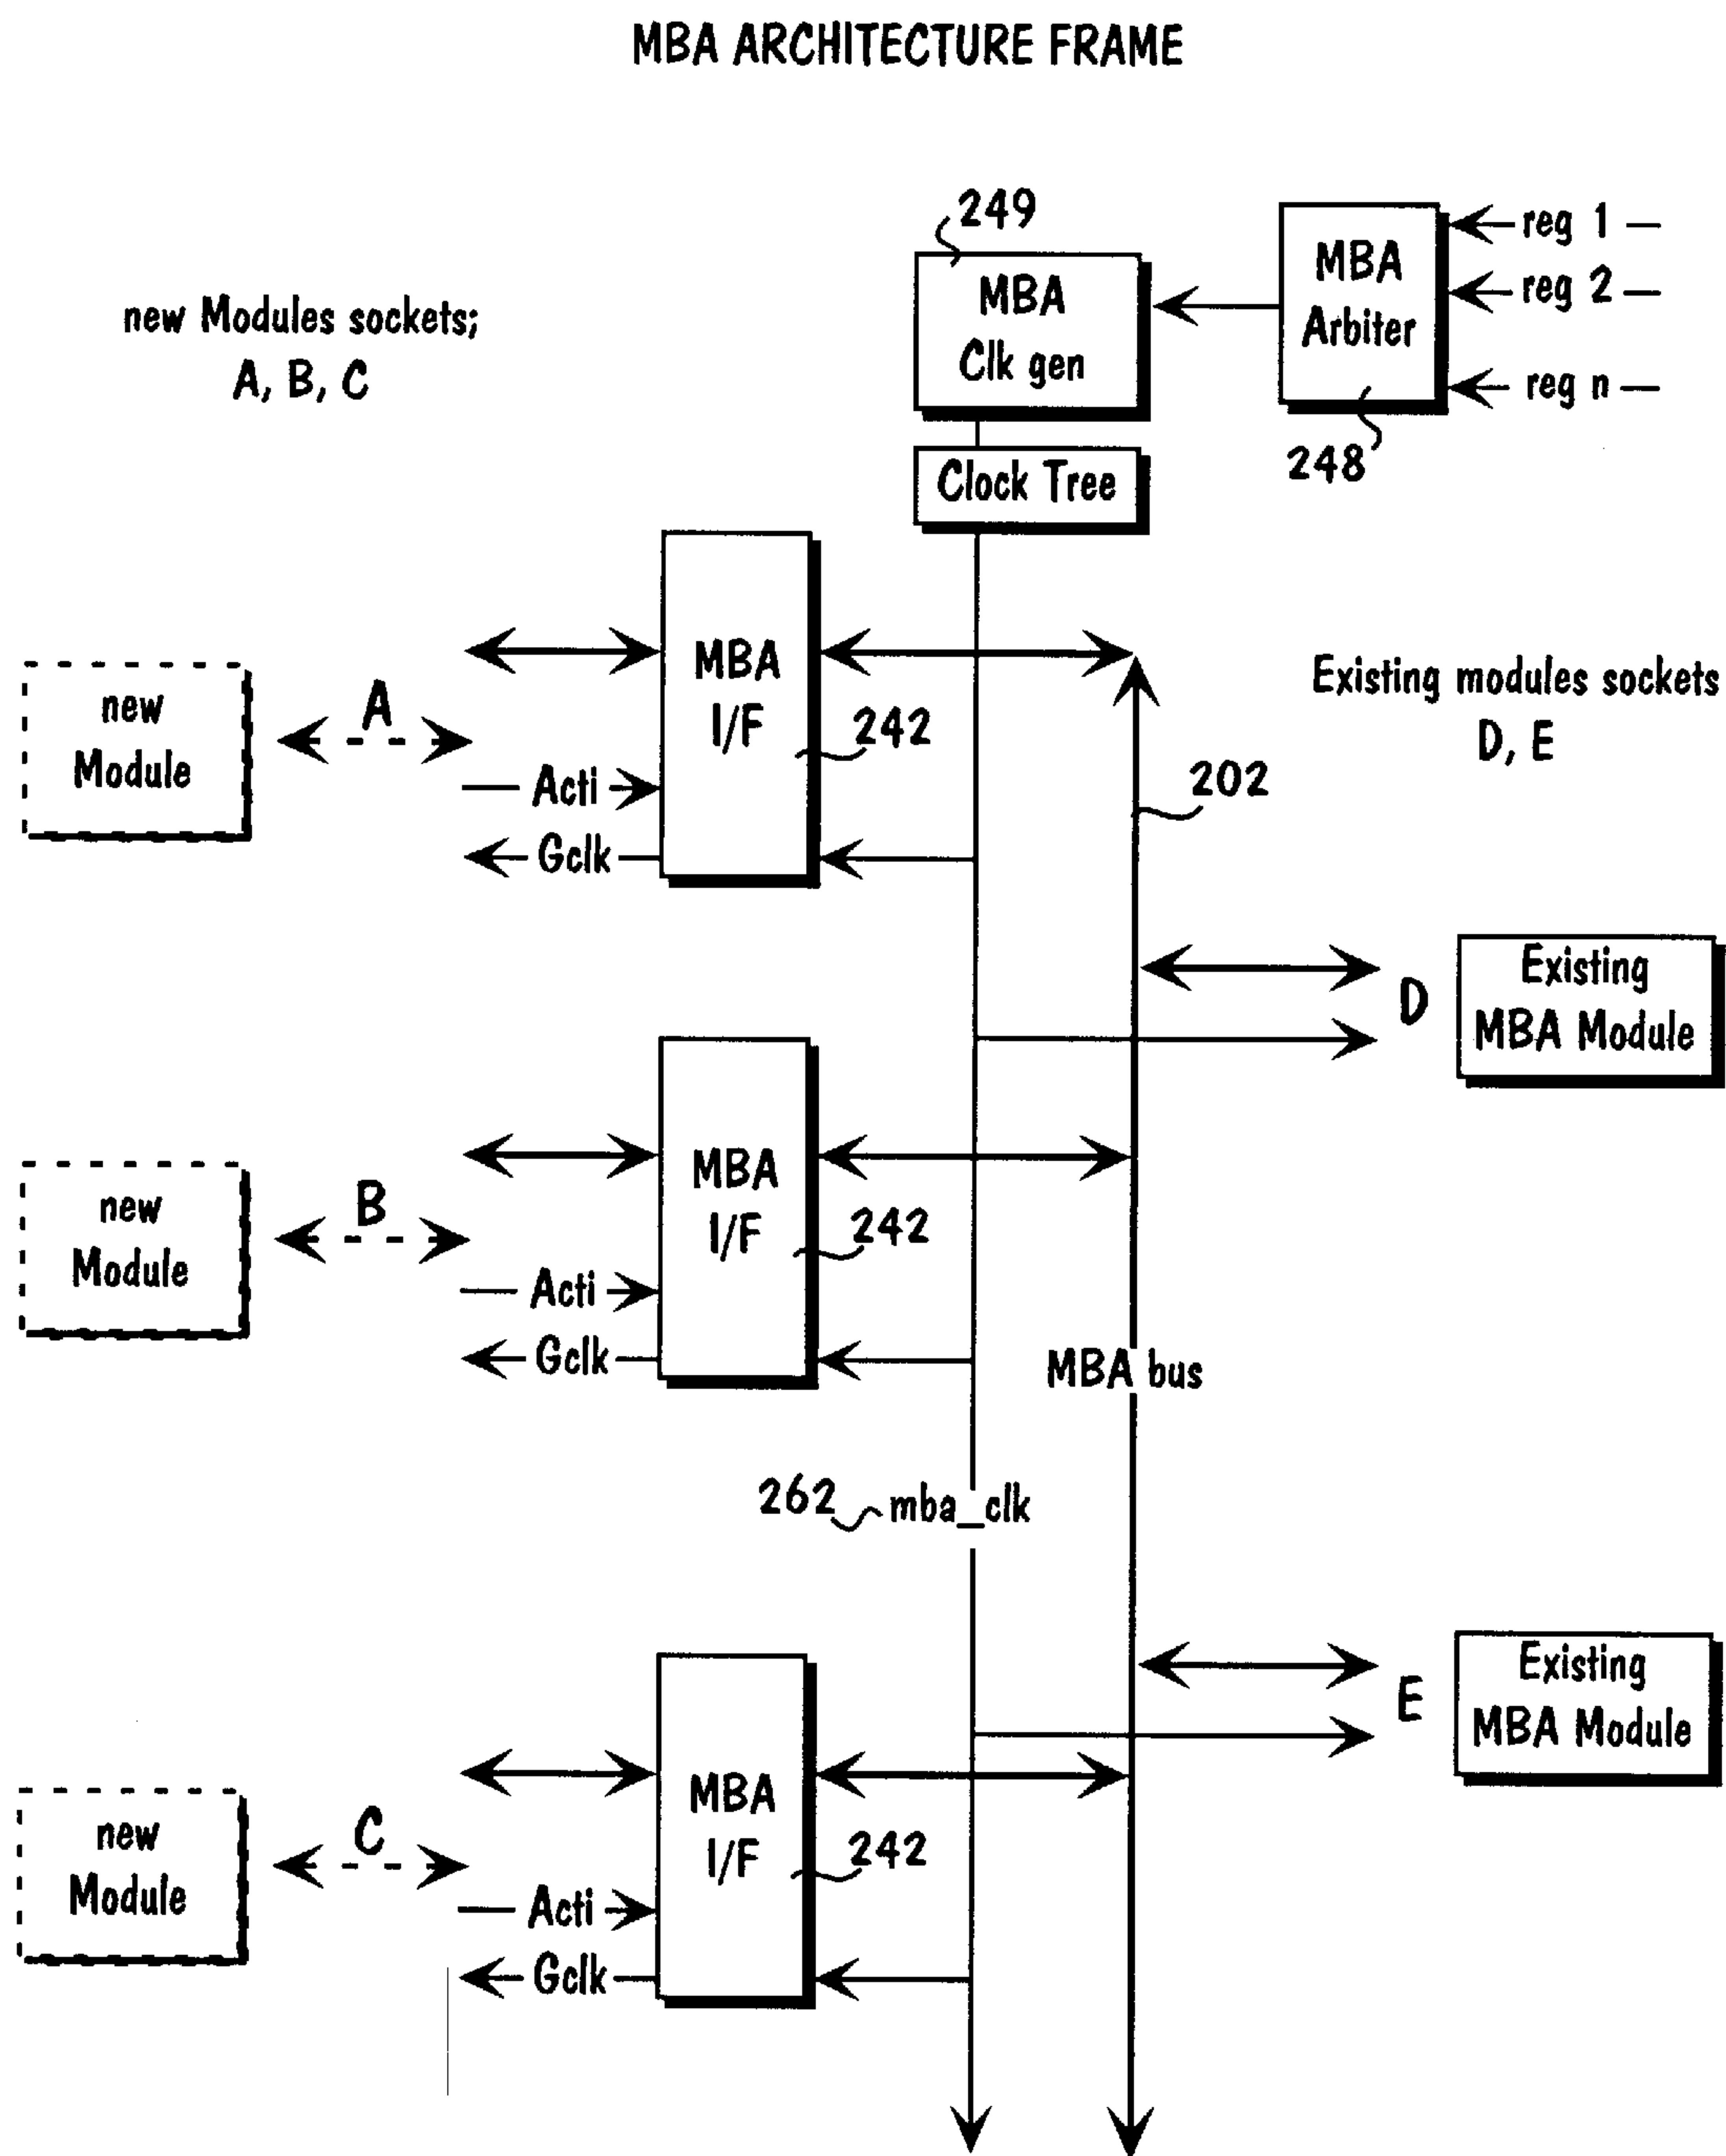 MBA ARCHITECTURE FRAME
249
MBA
Clk gen
MBA
Arbiter
reg 1
reg 2
reg n
248
new Modules sockets;
A, B, C
Clock Tree
MBA
I/F
242
new
Module
A
Acti
Gclk
Existing modules sockets
D, E
202
Existing
MBA Module
D
MBA
I/F
242
new
Module
B
Acti
Gclk
MBA bus
262
mba_clk
Existing
MBA Module
E
MBA
I/F
242
new
Module
C
Acti
Gclk